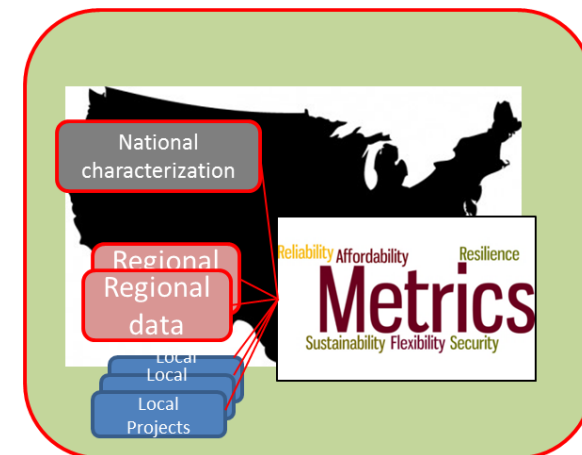 National
characterization
Regional
Regional
data
Local
Local
Local
Projects
Reliability Affordability Resilience
Metrics
Sustainability Flexibility Security